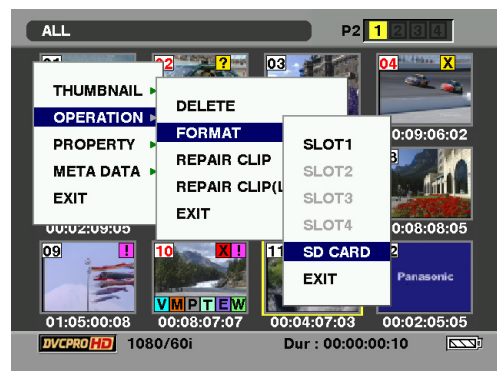 ALL P2 1 2 3 4
02 ? 03 04 X
THUMBNAIL
OPERATION
PROPERTY
META DATA
EXIT
DELETE
FORMAT
REPAIR CLIP
REPAIR CLIP(
EXIT
SLOT1
SLOT2
SLOT3
SLOT4
SD CARD
EXIT
0:09:06:02
00:02:09:05 0:08:08:05
09 ! 10 X ! 11 2
V M P T E W Panasonic
01:05:00:08 00:08:07:07 00:04:07:03 00:02:05:05
DVCPRO HD 1080/60i Dur : 00:00:00:10